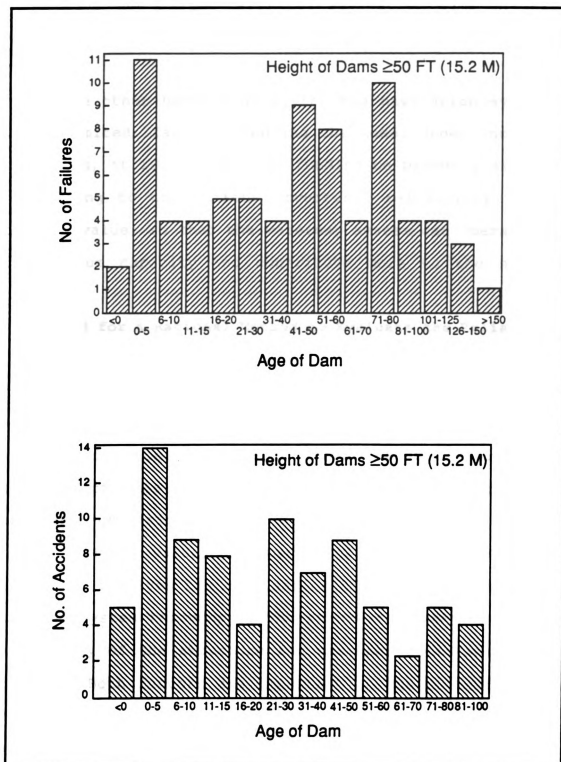 Height of Dams ≥50 FT (15.2 M)
11
10
9
8
7
6
5
4
3
2
1
0
No. of Failures
<0 6-10 16-20 31-40 51-60 71-80 101-125 >150
0-5 11-15 21-30 41-50 61-70 81-100 126-150
Age of Dam
Height of Dams ≥50 FT (15.2 M)
14
12
10
8
6
4
2
0
No. of Accidents
<0 0-5 6-10 11-15 16-20 21-30 31-40 41-50 51-60 61-70 71-80 81-100
Age of Dam